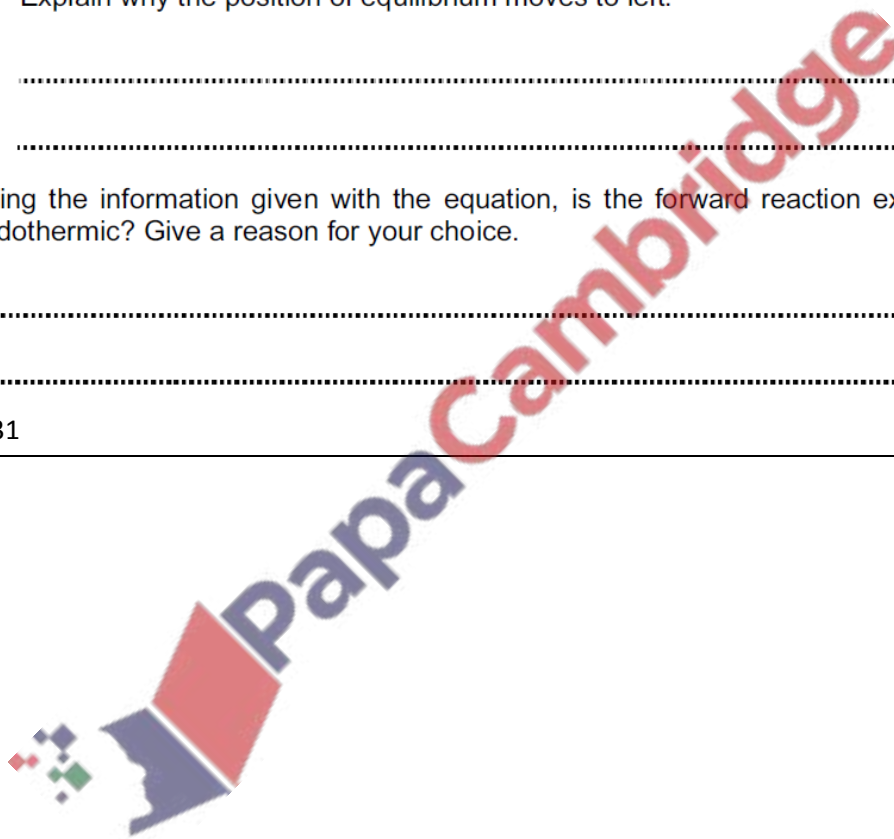 Explain why the position of equilibrium moves to left.
ing the information given with the equation, is the forward reaction ex
dothermic? Give a reason for your choice.
31
PapaCambridge